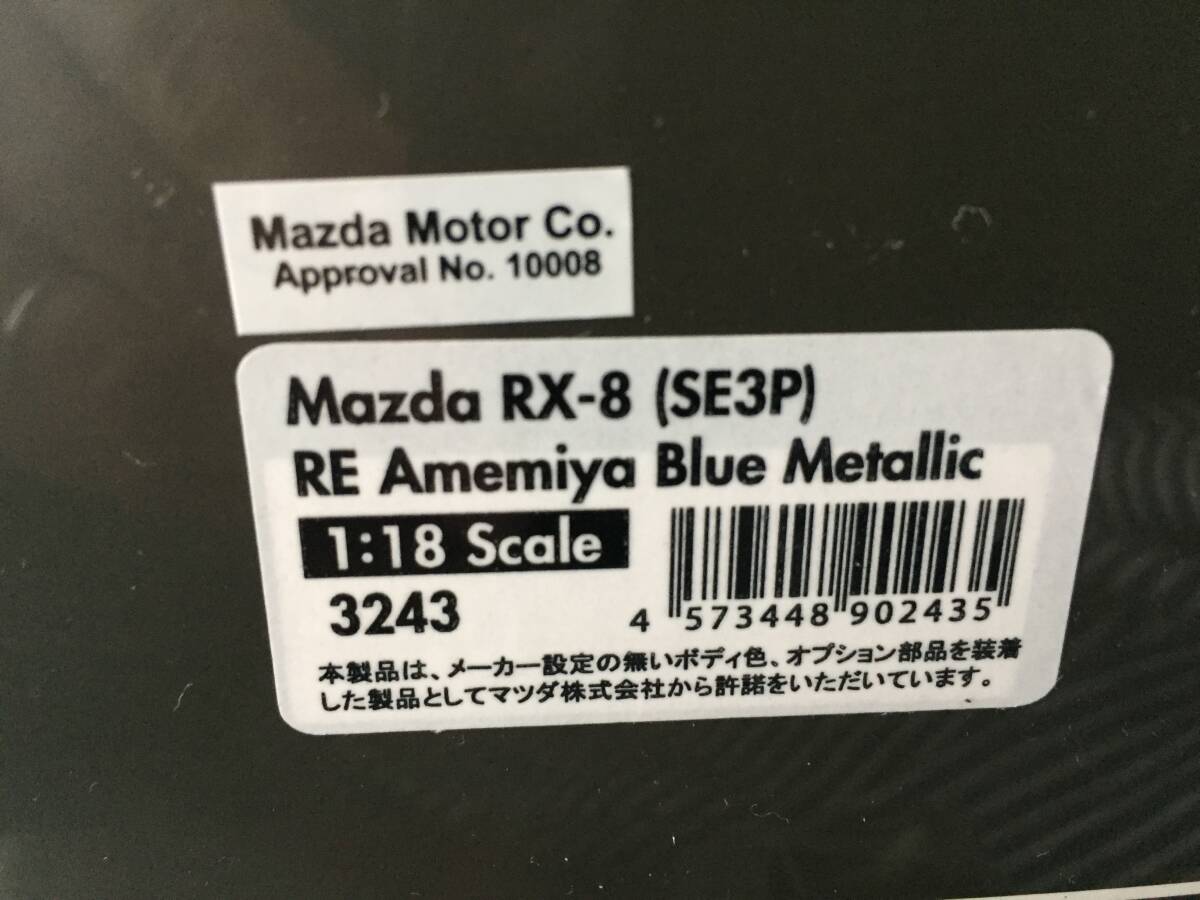 Mazda Motor Co.
Approval No. 10008
Mazda RX-8 (SE3P)
RE Amemiya Blue Metallic
1:18 Scale
3243
4 573448 902435
本製品は、メーカー設定の無いボディ色、オプション部品を装着
した製品としてマツダ株式会社から許諾をいただいています。